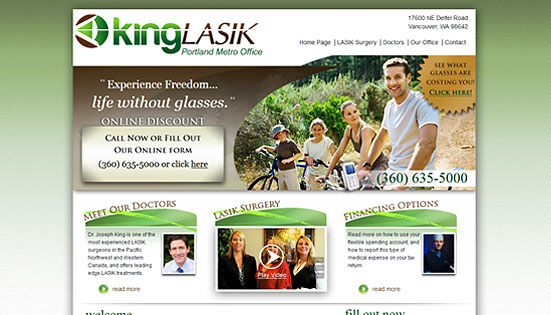 kingLASIK
Portland Metro Office
17600 NE Delfel Road
Vancouver, WA 98642
Home Page | LASIK Surgery | Doctors | Our Office | Contact
“Experience Freedom...
life without glasses.”
ONLINE DISCOUNT
Call Now or Fill Out
Our Online form
(360) 635-5000 or click here
SEE WHAT
GLASSES ARE
COSTING YOU!
Click here!
(360) 635-5000
Meet Our Doctors
Dr. Joseph King is one of
the most experienced LASIK
surgeons in the Pacific
Northwest and Western
Canada, and offers leading
edge LASIK treatments.
read more
LASIK Surgery
Play Video
Financing Options
Read more on how to use your
flexible spending account, and
how to report this type of
medical expense on your tax
return.
read more
welcome
fill out now